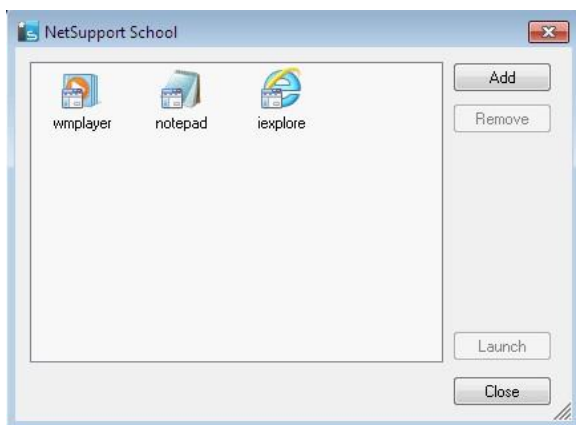 NetSupport School
wmplayer notepad iexplore
Add
Remove
Launch
Close